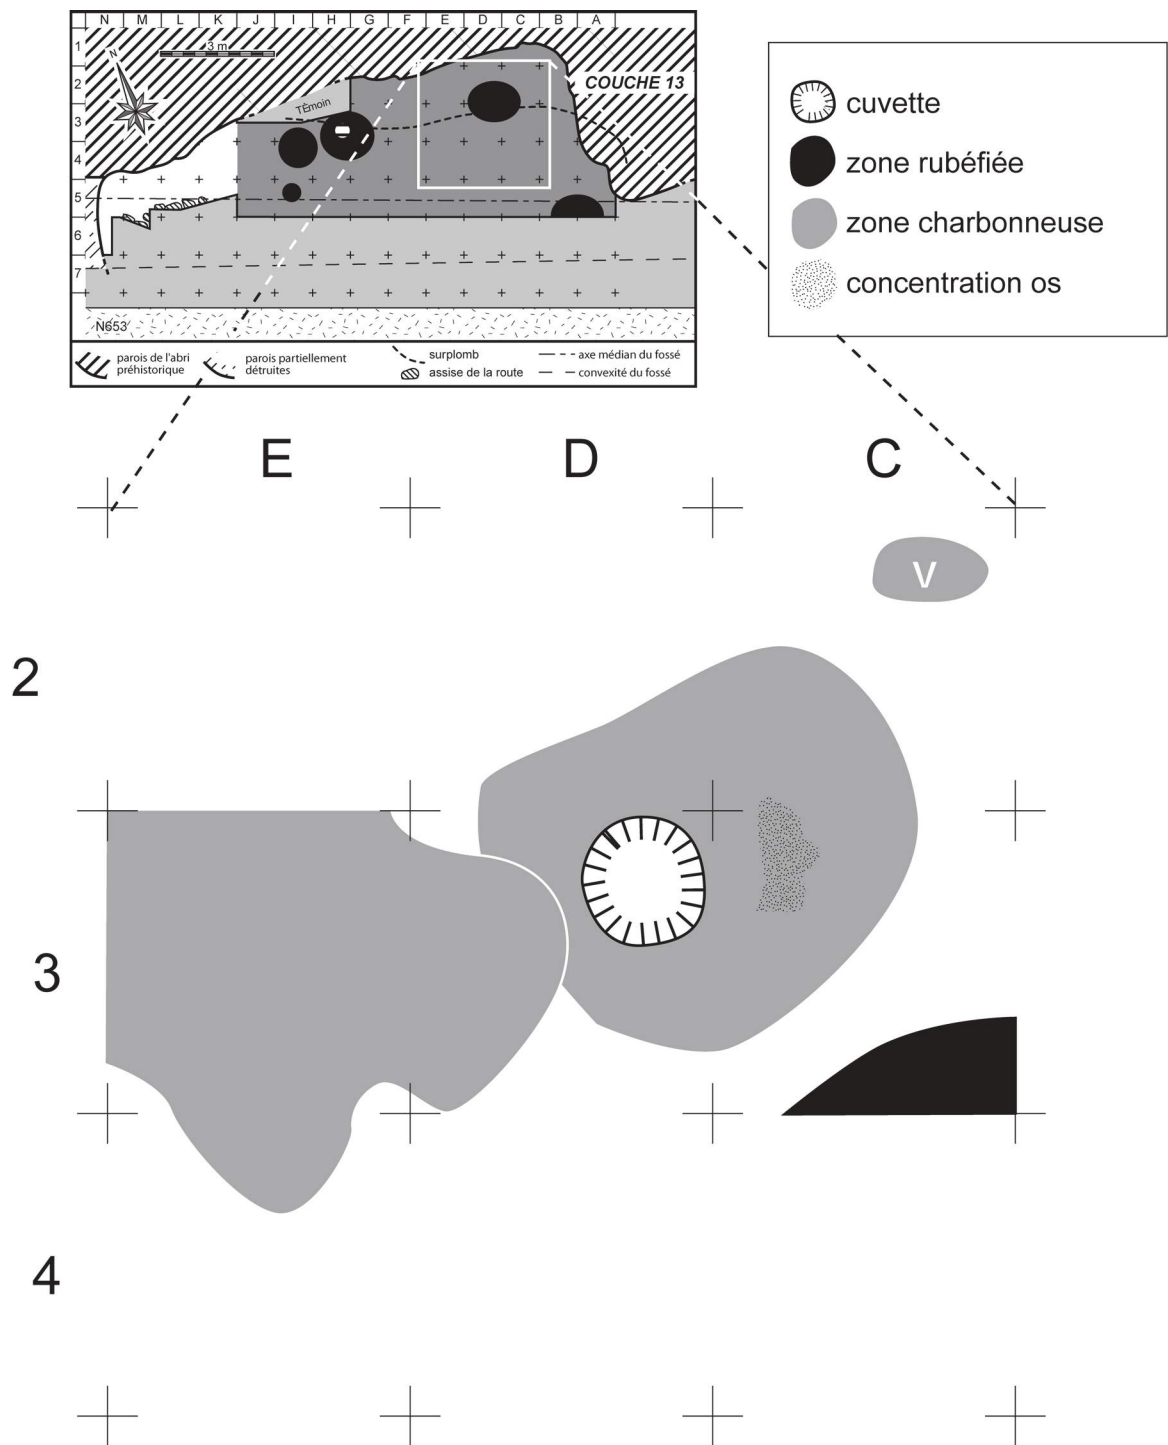 N M L K J I H G F E D C B A
1
N
3 m
COUCHE 13
2
TÉmoin
3
4
5
6
7
N653
parois de l'abri
préhistorique
parois partiellement
détruites
surplomb
assise de la route
axe médian du fossé
convexité du fossé
cuvette
zone rubéfiée
zone charbonneuse
concentration os
E D C
V
2
3
4